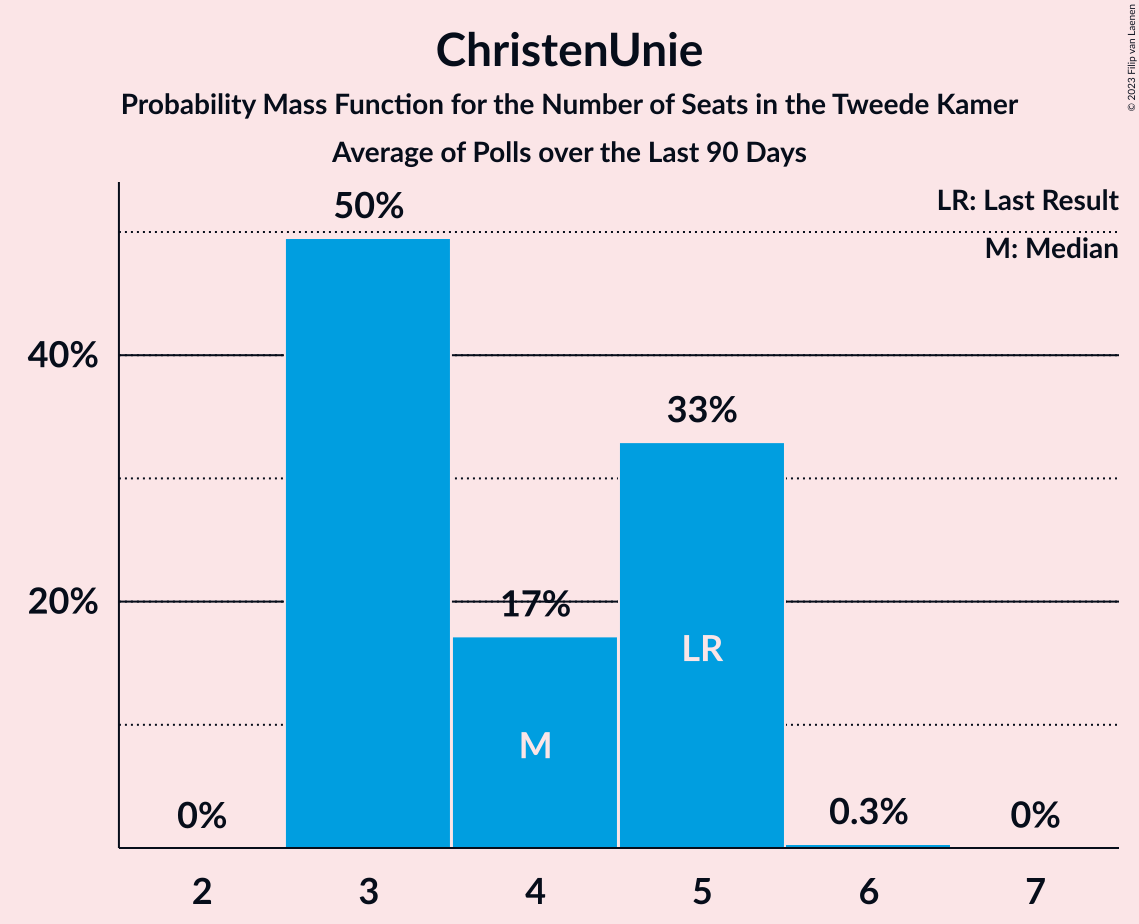 ChristenUnie
Probability Mass Function for the Number of Seats in the Tweede Kamer
Average of Polls over the Last 90 Days
© 2023 Filip van Laenen
LR: Last Result
M: Median
50%
40%
33%
20%
17%
LR
M
0%
0.3%
0%
2 3 4 5 6 7